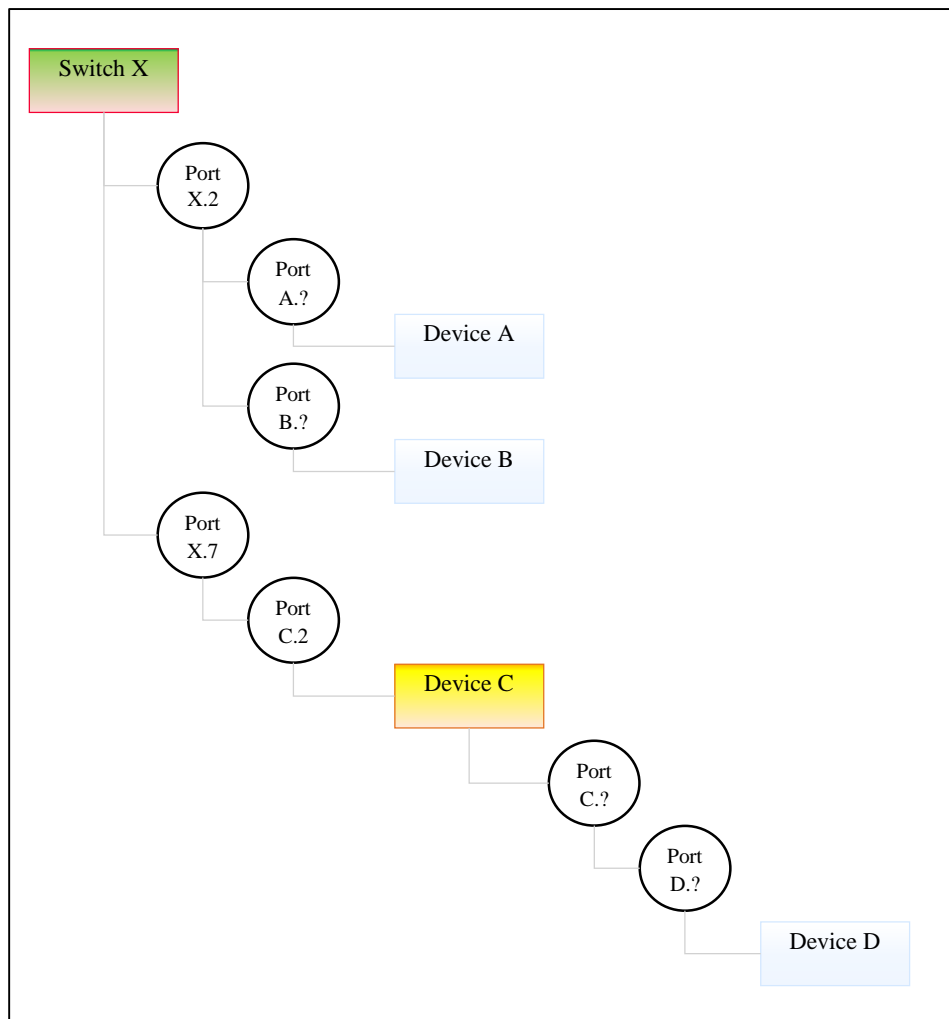 Switch X
Port
X.2
Port
A.?
Device A
Port
B.?
Device B
Port
X.7
Port
C.2
Device C
Port
C.?
Port
D.?
Device D